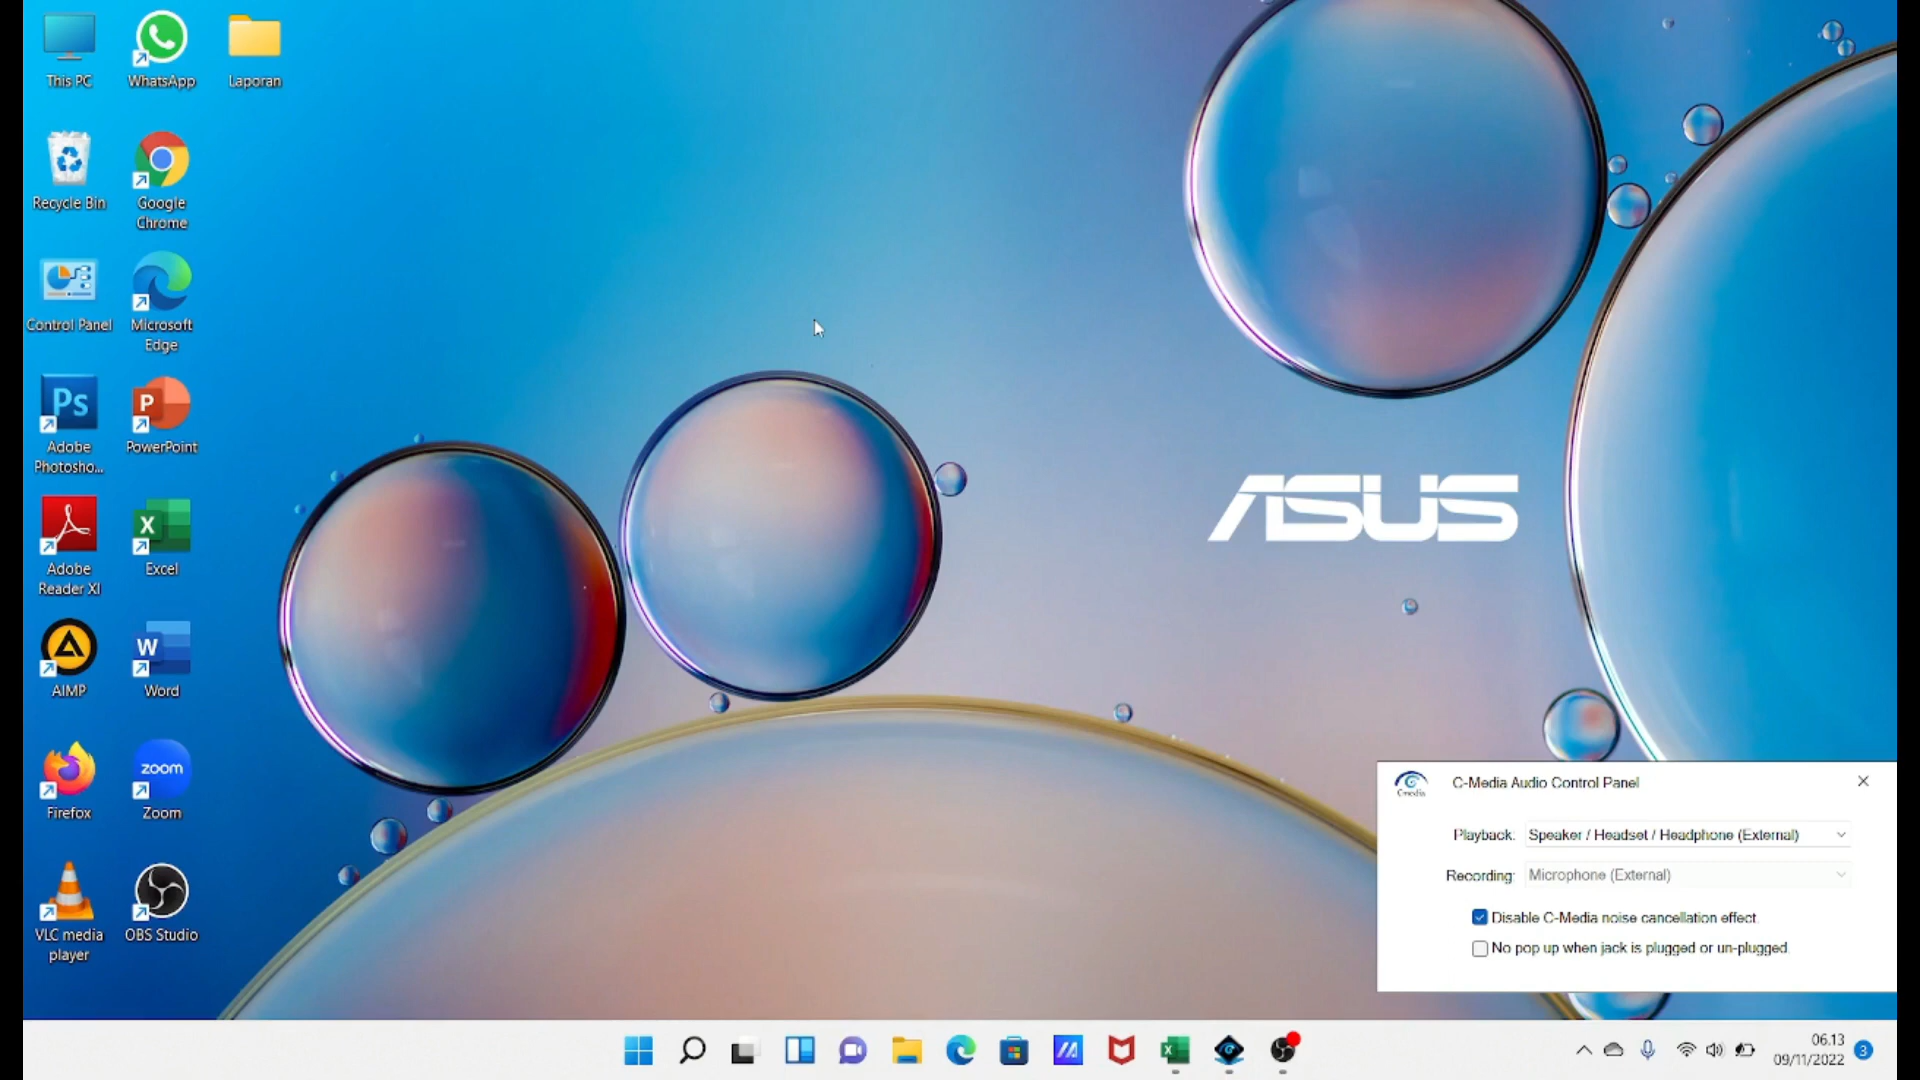 This PC
WhatsApp
Laporan
Recycle Bin
Google
Chrome
Control Panel
Microsoft
Edge
Ps
Adobe
Photosho...
P
PowerPoint
Adobe
Reader XI
X
Excel
AIMP
W
Word
Firefox
zoom
Zoom
VLC media
player
OBS Studio
ASUS
C-Media Audio Control Panel
Playback: Speaker / Headset / Headphone (External)
Recording: Microphone (External)
Disable C-Media noise cancellation effect.
No pop up when jack is plugged or un-plugged.
06.13
09/11/2022
3